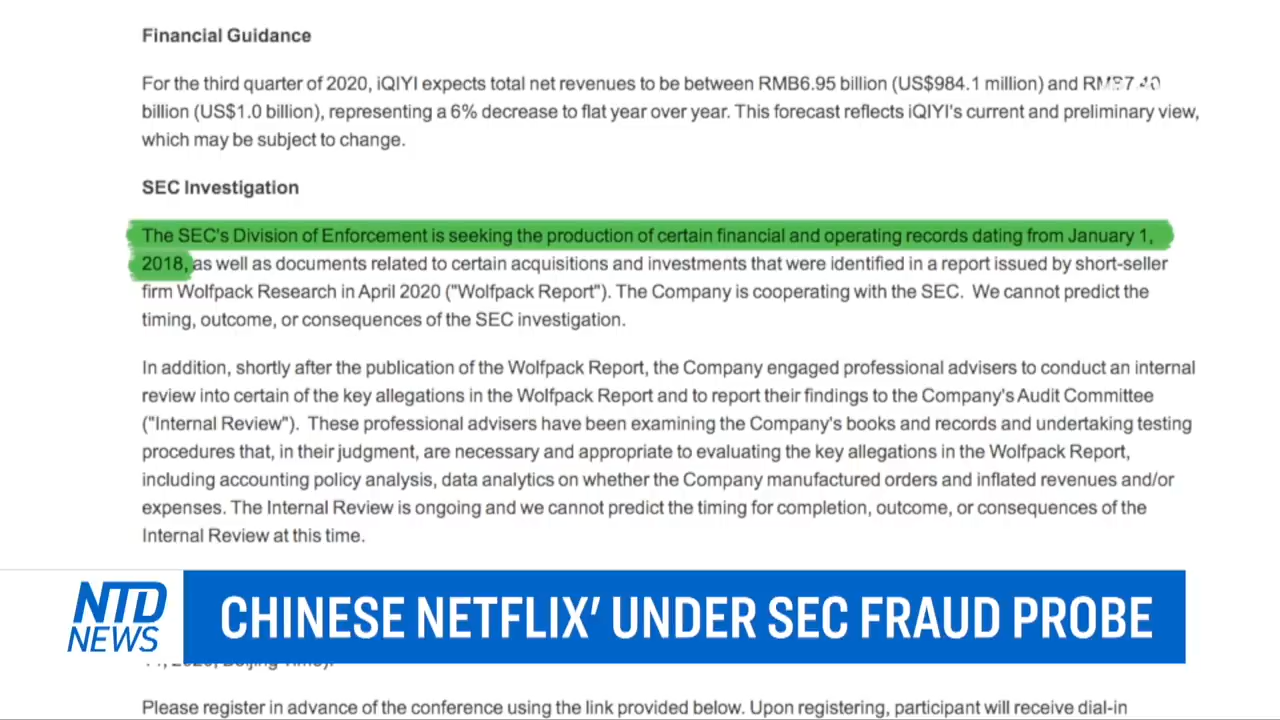 Financial Guidance
For the third quarter of 2020, iQIYI expects total net revenues to be between RMB6.95 billion (US$984.1 million) and
billion (US$1.0 billion), representing a 6% decrease to flat year over year. This forecast reflects iQIYI's current and preliminary view,
which may be subject to change.
SEC Investigation
The SEC's Division of Enforcement is seeking the production of certain financial and operating records dating from January 1,
2018, as well as documents related to certain acquisitions and investments that were identified in a report issued by short-seller
firm Wolfpack Research in April 2020 ("Wolfpack Report"). The Company is cooperating with the SEC. We cannot predict the
timing, outcome, or consequences of the SEC investigation.
In addition, shortly after the publication of the Wolfpack Report, the Company engaged professional advisers to conduct an internal
review into certain of the key allegations in the Wolfpack Report and to report their findings to the Company's Audit Committee
("Internal Review"). These professional advisers have been examining the Company's books and records and undertaking testing
procedures that, in their judgment, are necessary and appropriate to evaluating the key allegations in the Wolfpack Report,
including accounting policy analysis, data analytics on whether the Company manufactured orders and inflated revenues and/or
expenses. The Internal Review is ongoing and we cannot predict the timing for completion, outcome, or consequences of the
Internal Review at this time.
NTD
NEWS
CHINESE NETFLIX' UNDER SEC FRAUD PROBE
Please register in advance of the conference using the link provided below. Upon registering, participant will receive dial-in